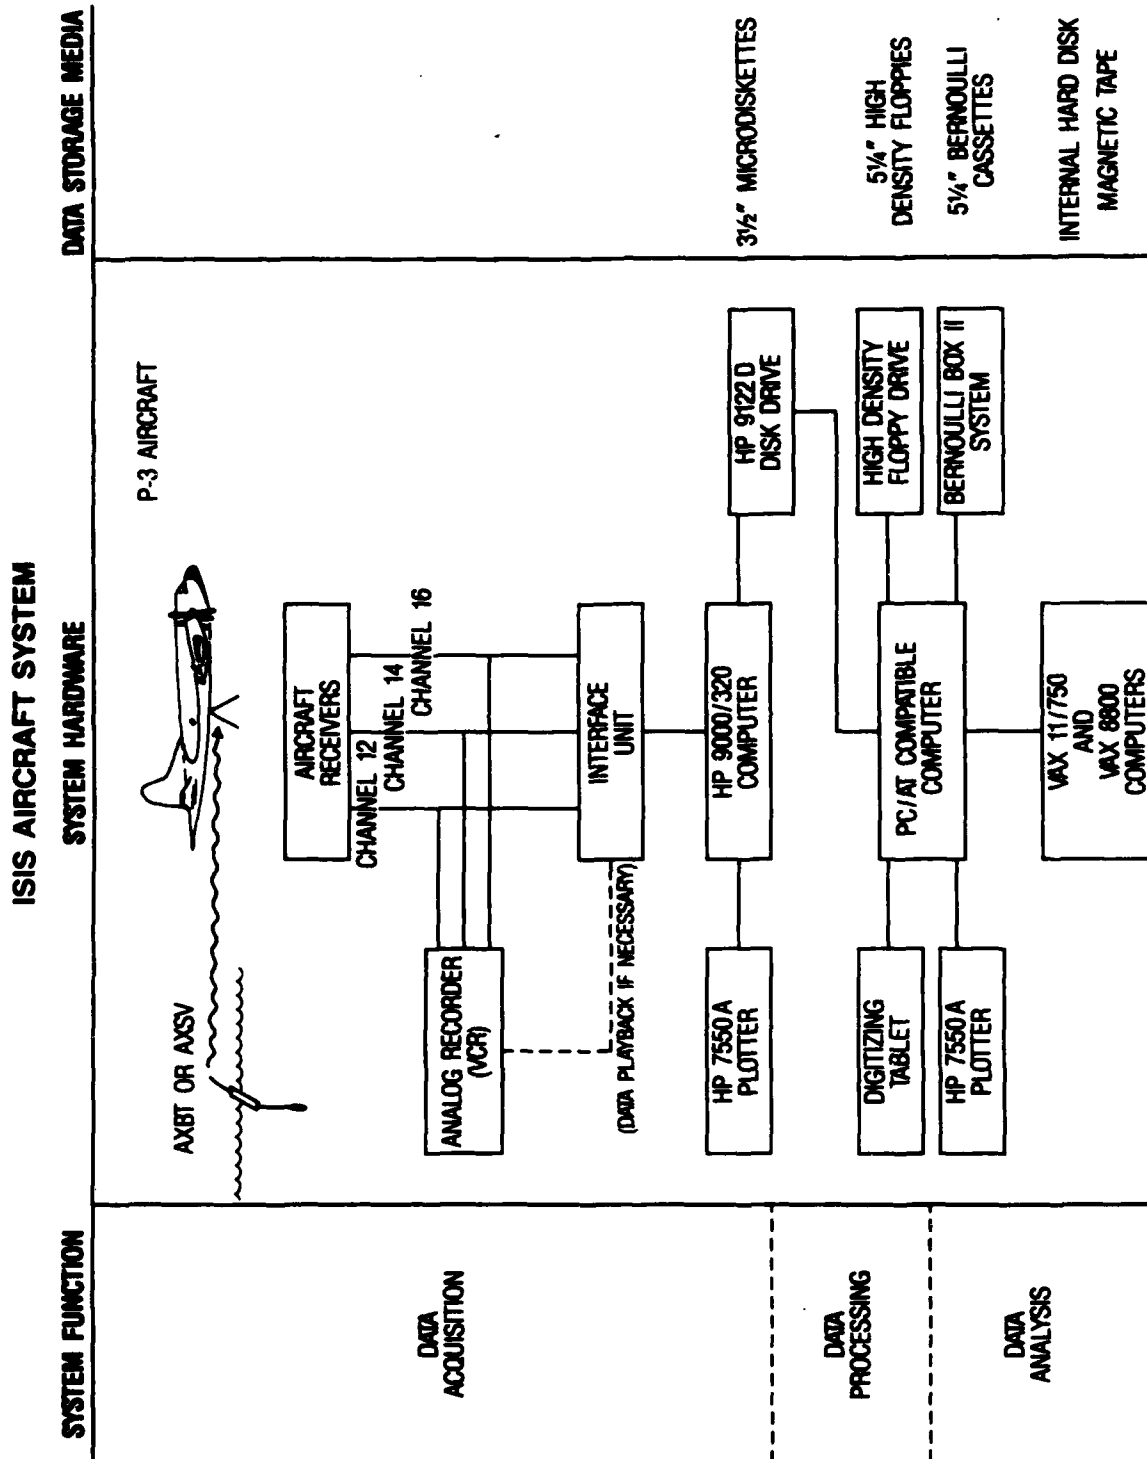 ISIS AIRCRAFT SYSTEM
SYSTEM FUNCTION
SYSTEM HARDWARE
DATA STORAGE MEDIA
P-3 AIRCRAFT
AXBT OR AXSV
AIRCRAFT
RECEIVERS
CHANNEL 12
CHANNEL 14
CHANNEL 16
ANALOG RECORDER
(VCR)
DATA
ACQUISITION
INTERFACE
UNIT
(DATA PLAYBACK IF NECESSARY)
HP 7550A
PLOTTER
HP 9000/320
COMPUTER
HP 9122D
DISK DRIVE
3½" MICRODISKETTES
DATA
PROCESSING
DIGITIZING
TABLET
PC/AT COMPATIBLE
COMPUTER
HIGH DENSITY
FLOPPY DRIVE
5¼" HIGH
DENSITY FLOPPIES
HP 7550A
PLOTTER
BERNOULLI BOX II
SYSTEM
5¼" BERNOULLI
CASSETTES
DATA
ANALYSIS
VAX 11/750
AND
VAX 8800
COMPUTERS
INTERNAL HARD DISK
MAGNETIC TAPE